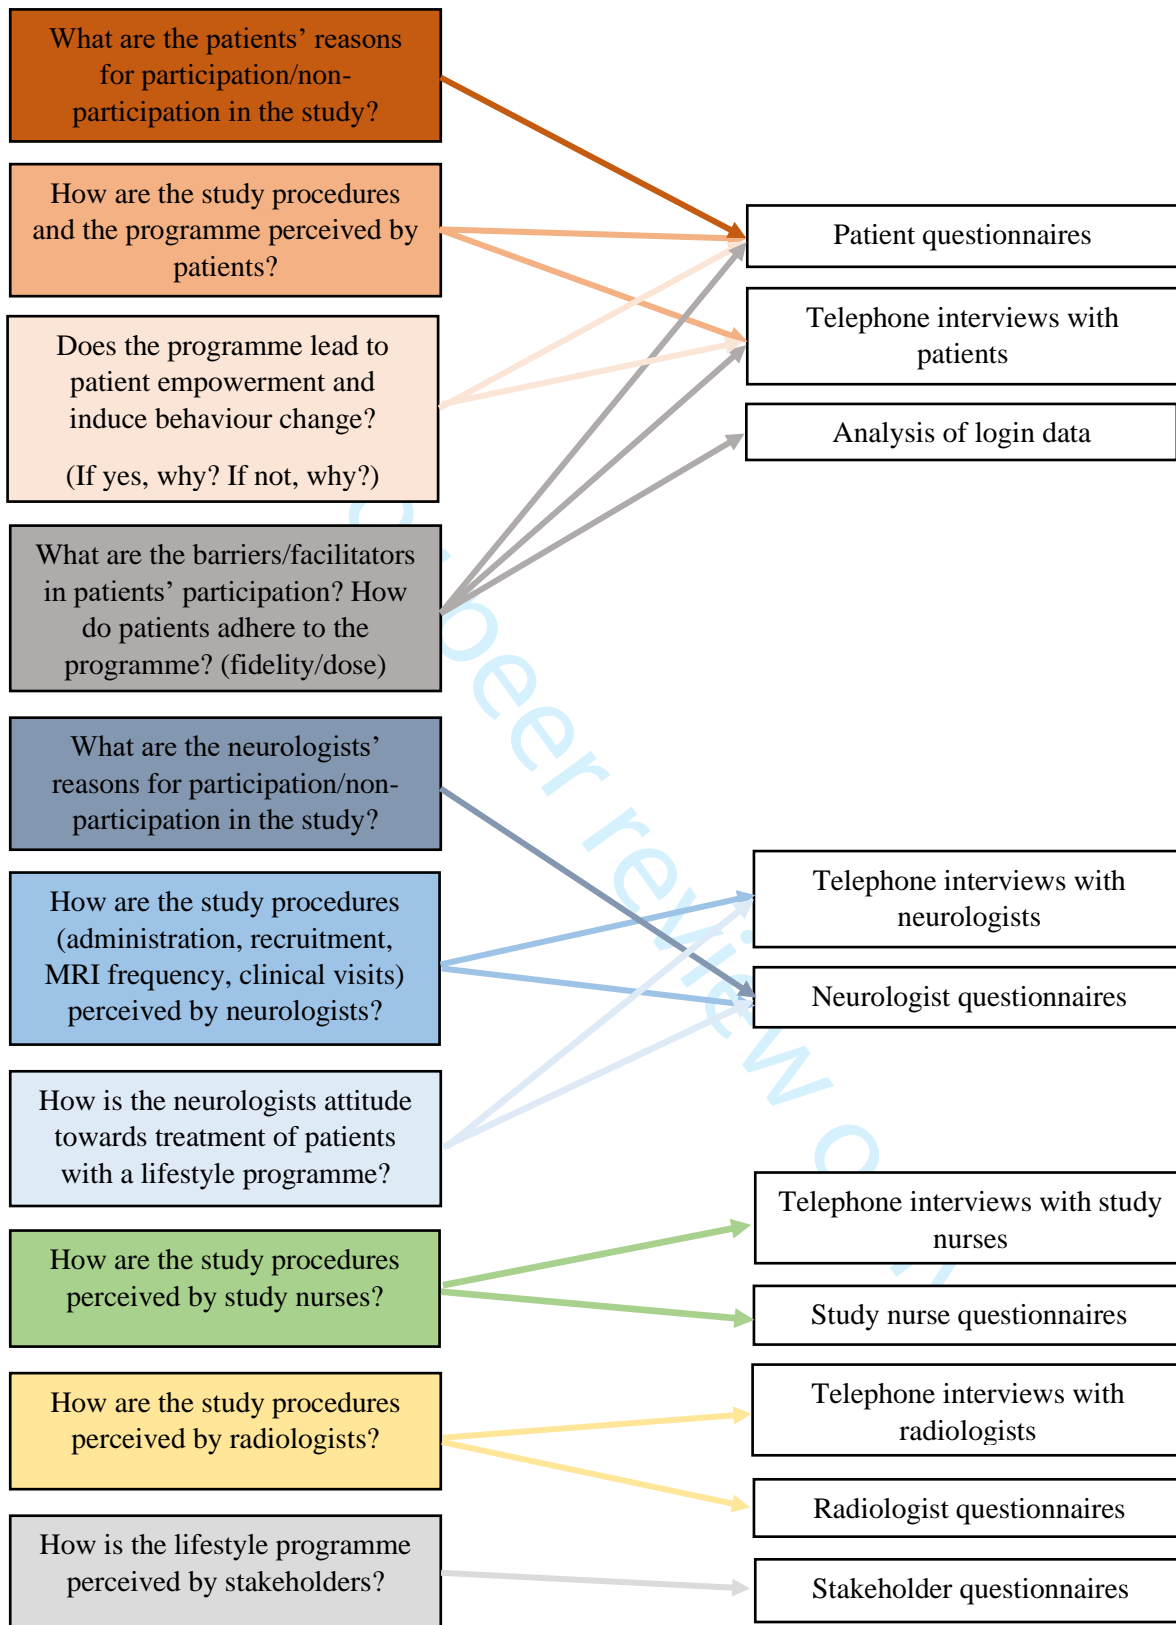 What are the patients’ reasons
for participation/non-
participation in the study?
How are the study procedures
and the programme perceived by
patients?
Does the programme lead to
patient empowerment and
induce behaviour change?
(If yes, why? If not, why?)
What are the barriers/facilitators
in patients’ participation? How
do patients adhere to the
programme? (fidelity/dose)
What are the neurologists’
reasons for participation/non-
participation in the study?
How are the study procedures
(administration, recruitment,
MRI frequency, clinical visits)
perceived by neurologists?
How is the neurologists attitude
towards treatment of patients
with a lifestyle programme?
How are the study procedures
perceived by study nurses?
How are the study procedures
perceived by radiologists?
How is the lifestyle programme
perceived by stakeholders?
Patient questionnaires
Telephone interviews with
patients
Analysis of login data
Telephone interviews with
neurologists
Neurologist questionnaires
Telephone interviews with study
nurses
Study nurse questionnaires
Telephone interviews with
radiologists
Radiologist questionnaires
Stakeholder questionnaires
peer review